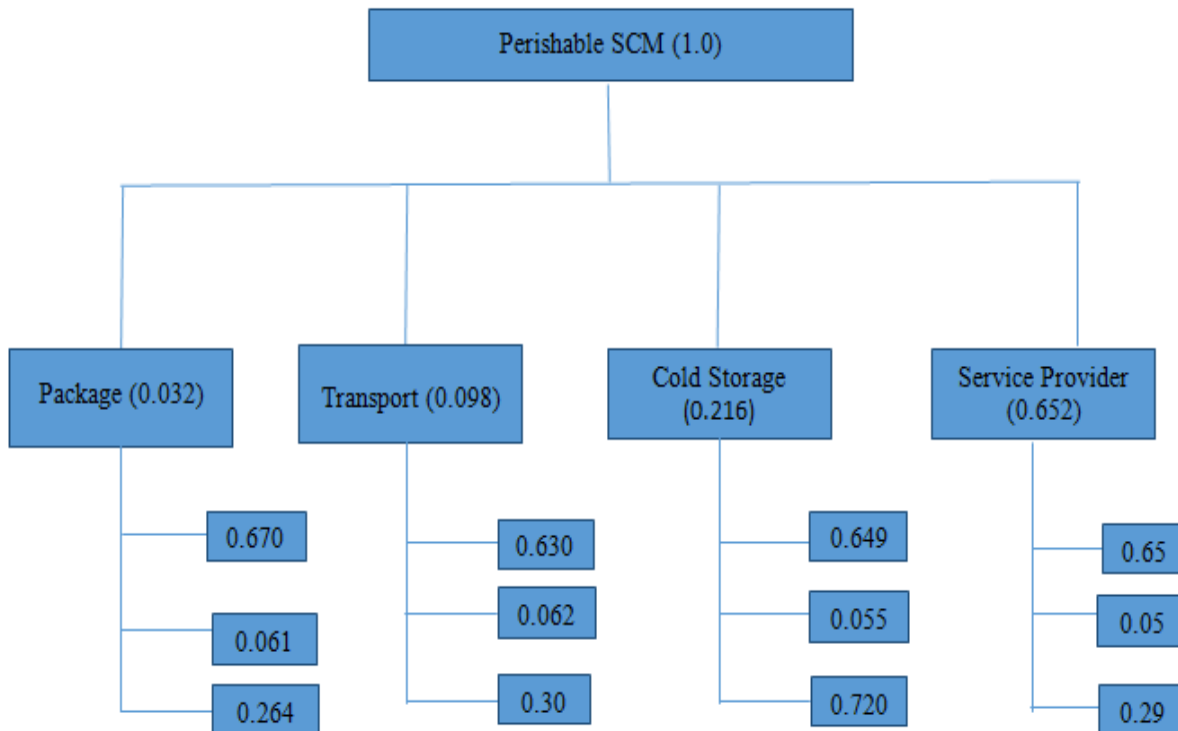 Perishable SCM (1.0)
Package (0.032)
Transport (0.098)
Cold Storage
(0.216)
Service Provider
(0.652)
0.670
0.061
0.264
0.630
0.062
0.30
0.649
0.055
0.720
0.65
0.05
0.29